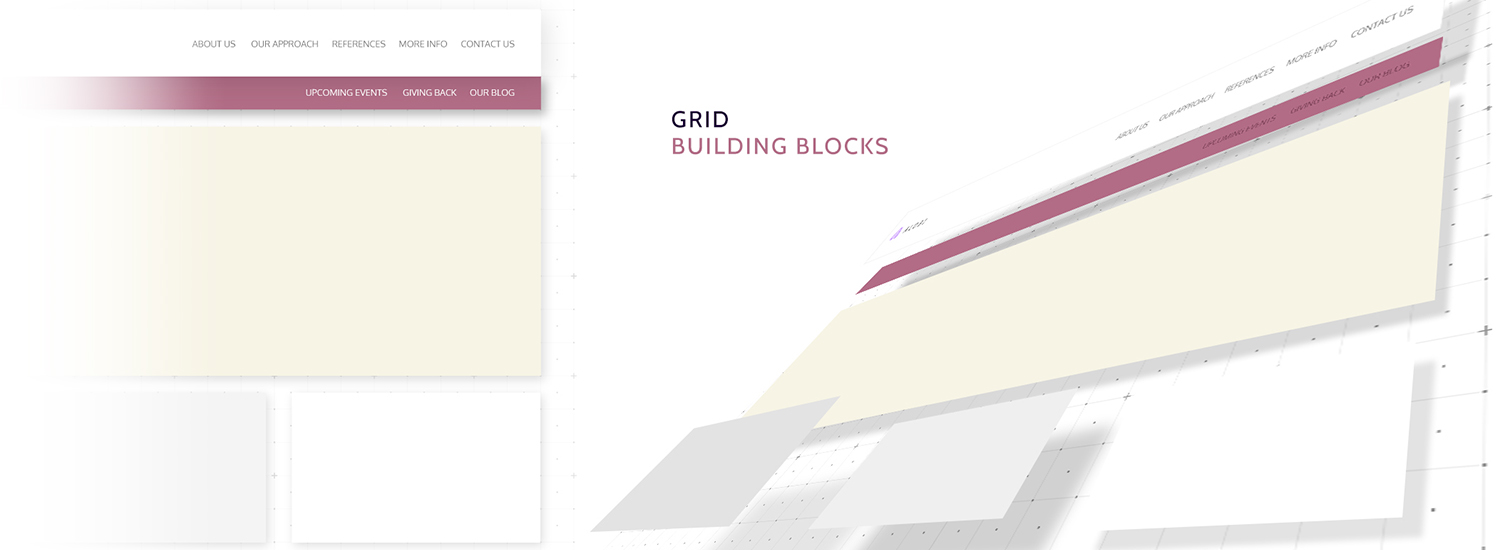 ABOUT US OUR APPROACH REFERENCES MORE INFO CONTACT US
UPCOMING EVENTS GIVING BACK OUR BLOG
GRID
BUILDING BLOCKS
ABOUT US OUR APPROACH REFERENCES MORE INFO CONTACT US
UPCOMING EVENTS GIVING BACK OUR BLOG